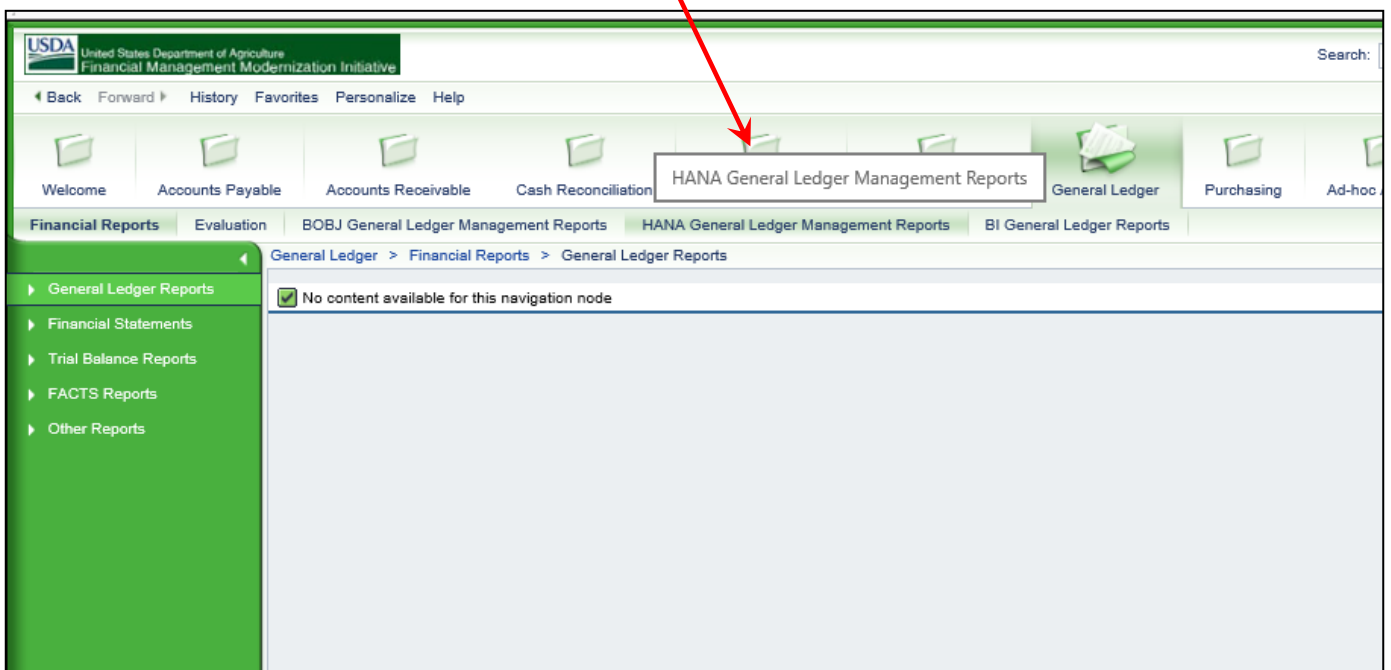 USDA United States Department of Agriculture
Financial Management Modernization Initiative
Search:
Back Forward History Favorites Personalize Help
HANA General Ledger Management Reports
Welcome Accounts Payable Accounts Receivable Cash Reconciliation General Ledger Purchasing Ad-hoc
Financial Reports Evaluation BOBJ General Ledger Management Reports HANA General Ledger Management Reports BI General Ledger Reports
General Ledger > Financial Reports > General Ledger Reports
General Ledger Reports
No content available for this navigation node
Financial Statements
Trial Balance Reports
FACTS Reports
Other Reports